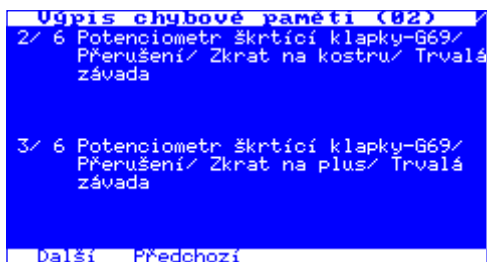 Výpis chybové paměti (02)
2/ 6 Potenciometr škrtící klapky-G69/
Přerušení/ Zkrat na kostru/ Trvalá
závada
3/ 6 Potenciometr škrtící klapky-G69/
Přerušení/ Zkrat na plus/ Trvalá
závada
Další Předchozí